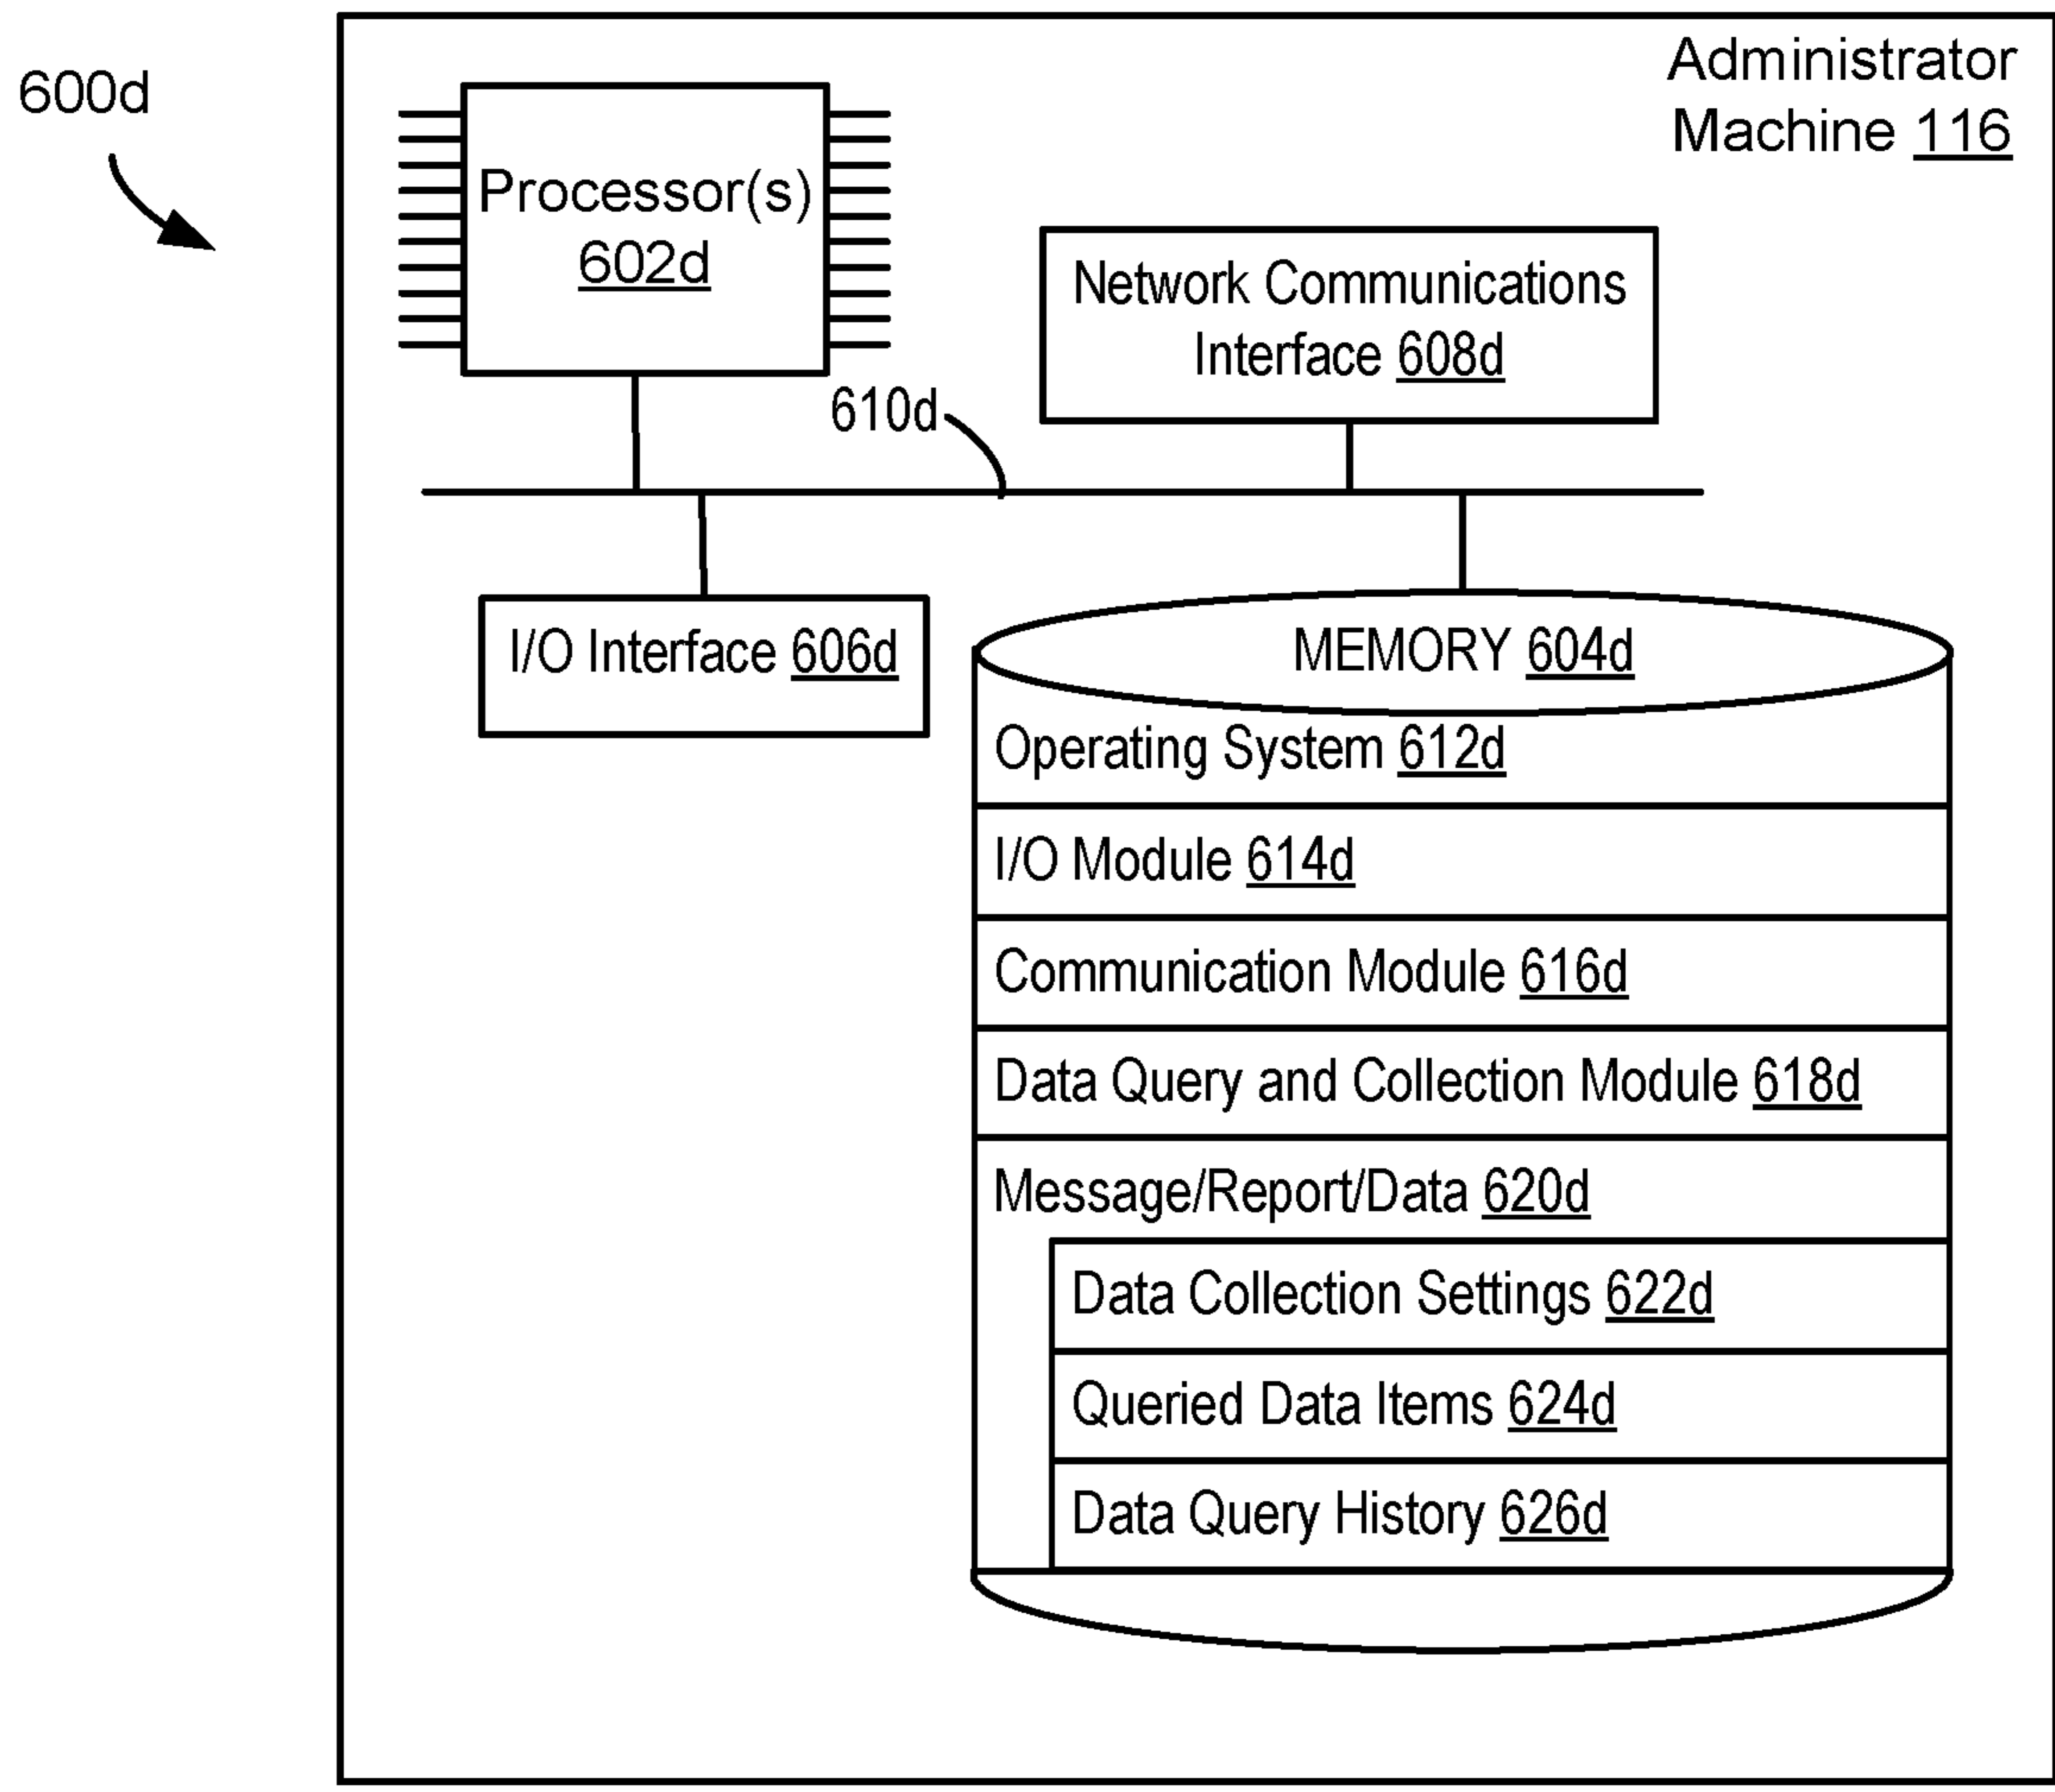 600d
Administrator
Machine 116
Processor(s)
602d
Network Communications
Interface 608d
610d
I/O Interface 606d
MEMORY 604d
Operating System 612d
I/O Module 614d
Communication Module 616d
Data Query and Collection Module 618d
Message/Report/Data 620d
Data Collection Settings 622d
Queried Data Items 624d
Data Query History 626d